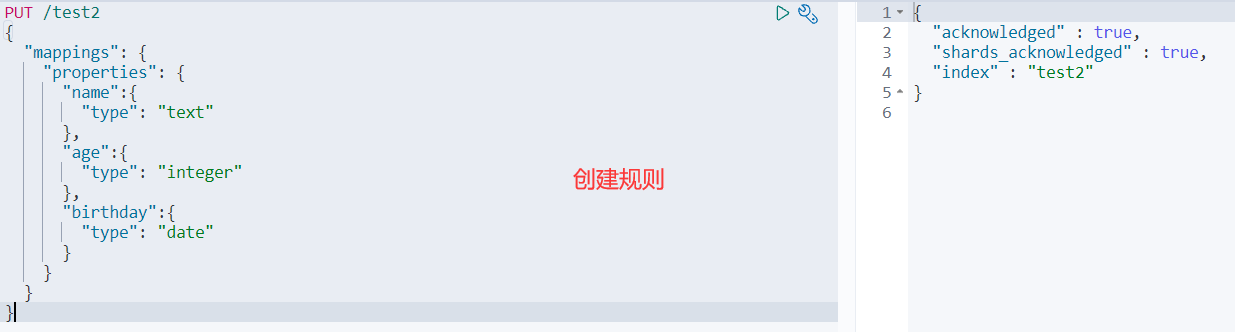 PUT /test2
{
  "mappings": {
    "properties": {
      "name":{
        "type": "text"
      },
      "age":{
        "type": "integer"
      },
      "birthday":{
        "type": "date"
      }
    }
  }
}
创建规则
1 {
2   "acknowledged" : true,
3   "shards_acknowledged" : true,
4   "index" : "test2"
5 }
6